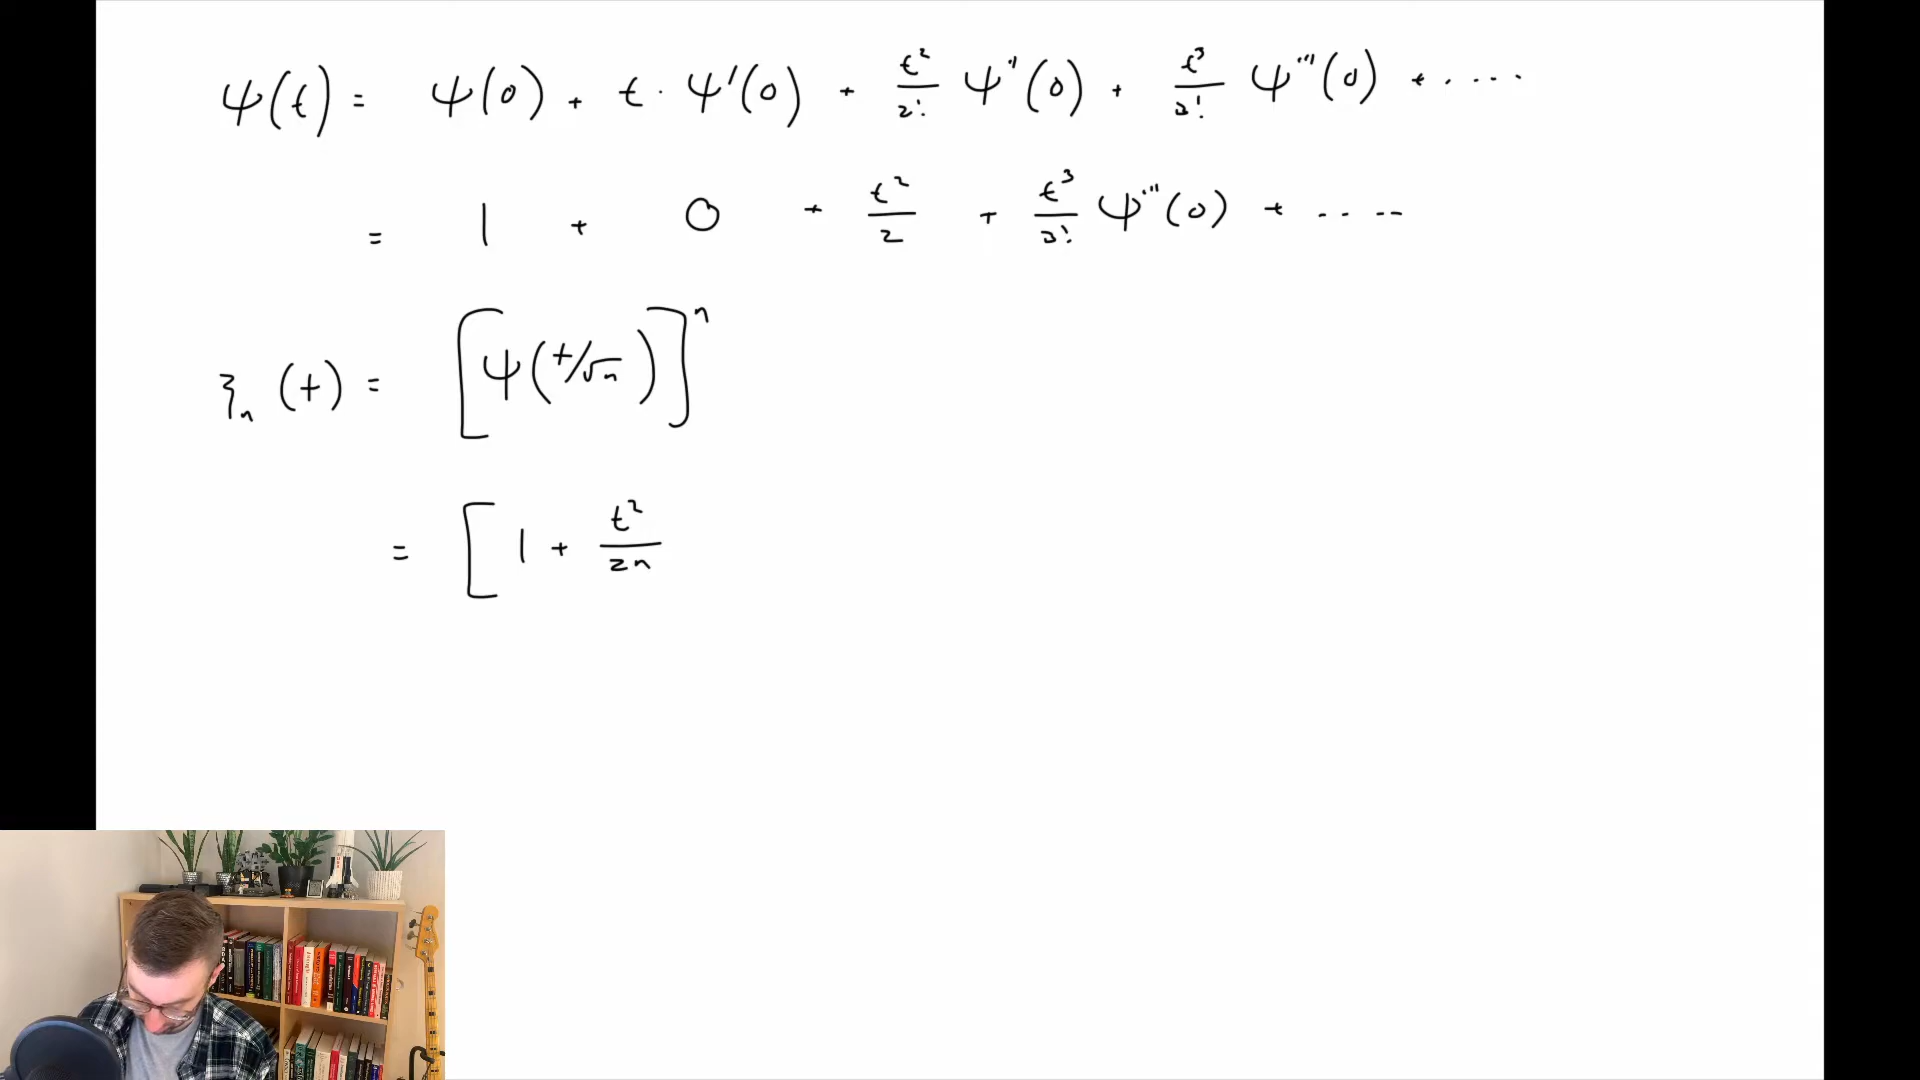 ψ(t) = ψ(0) + t · ψ'(0) + t²/2! ψ''(0) + t³/3! ψ'''(0) + ....
= 1 + 0 + t²/2 + t³/3! ψ'''(0) + ....
ξₙ(t) = [ψ(t/√n)]ⁿ
= [1 + t²/2n